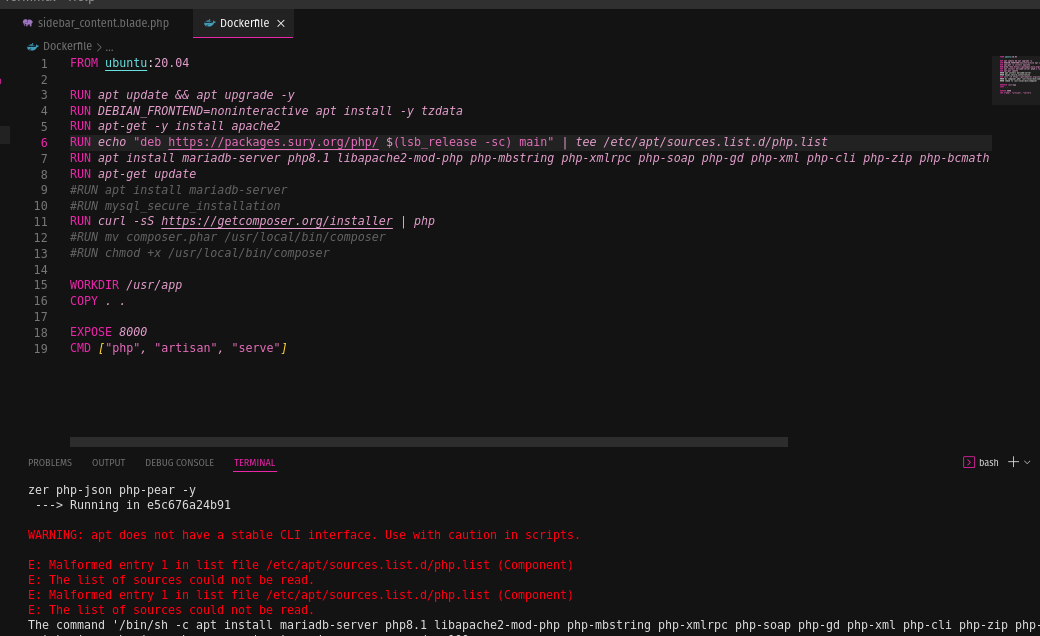 sidebar_content.blade.php
Dockerfile
Dockerfile > ...
1 FROM ubuntu:20.04
2
3 RUN apt update && apt upgrade -y
4 RUN DEBIAN_FRONTEND=noninteractive apt install -y tzdata
5 RUN apt-get -y install apache2
6 RUN echo "deb https://packages.sury.org/php/ $(lsb_release -sc) main" | tee /etc/apt/sources.list.d/php.list
7 RUN apt install mariadb-server php8.1 libapache2-mod-php php-mbstring php-xmlrpc php-soap php-gd php-xml php-cli php-zip php-bcmath
8 RUN apt-get update
9 #RUN apt install mariadb-server
10 #RUN mysql_secure_installation
11 RUN curl -sS https://getcomposer.org/installer | php
12 #RUN mv composer.phar /usr/local/bin/composer
13 #RUN chmod +x /usr/local/bin/composer
14
15 WORKDIR /usr/app
16 COPY . .
17
18 EXPOSE 8000
19 CMD ["php", "artisan", "serve"]
PROBLEMS OUTPUT DEBUG CONSOLE TERMINAL
bash
zer php-json php-pear -y
---> Running in e5c676a24b91
WARNING: apt does not have a stable CLI interface. Use with caution in scripts.
E: Malformed entry 1 in list file /etc/apt/sources.list.d/php.list (Component)
E: The list of sources could not be read.
E: Malformed entry 1 in list file /etc/apt/sources.list.d/php.list (Component)
E: The list of sources could not be read.
The command '/bin/sh -c apt install mariadb-server php8.1 libapache2-mod-php php-mbstring php-xmlrpc php-soap php-gd php-xml php-cli php-zip php-